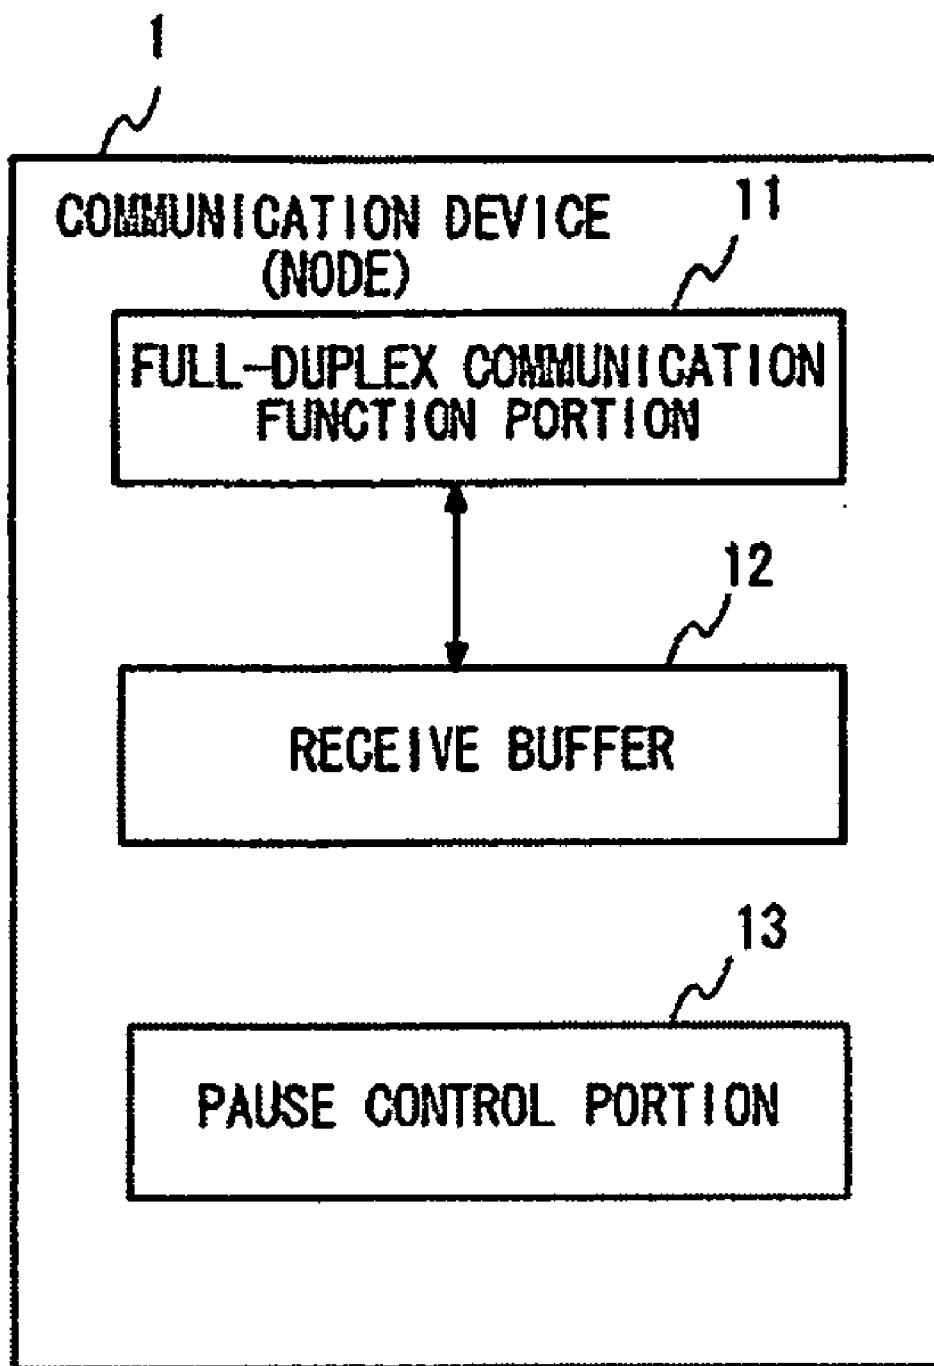 1
COMMUNICATION DEVICE
(NODE)
11
FULL-DUPLEX COMMUNICATION
FUNCTION PORTION
12
RECEIVE BUFFER
13
PAUSE CONTROL PORTION